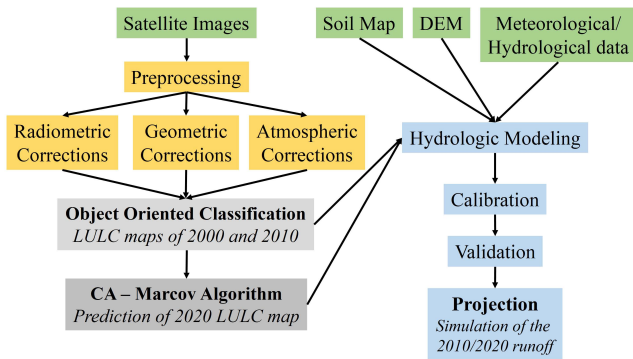 Satellite Images
Soil Map
DEM
Meteorological/
Hydrological data
Preprocessing
Radiometric
Corrections
Geometric
Corrections
Atmospheric
Corrections
Hydrologic Modeling
Object Oriented Classification
LULC maps of 2000 and 2010
CA – Marcov Algorithm
Prediction of 2020 LULC map
Calibration
Validation
Projection
Simulation of the
2010/2020 runoff